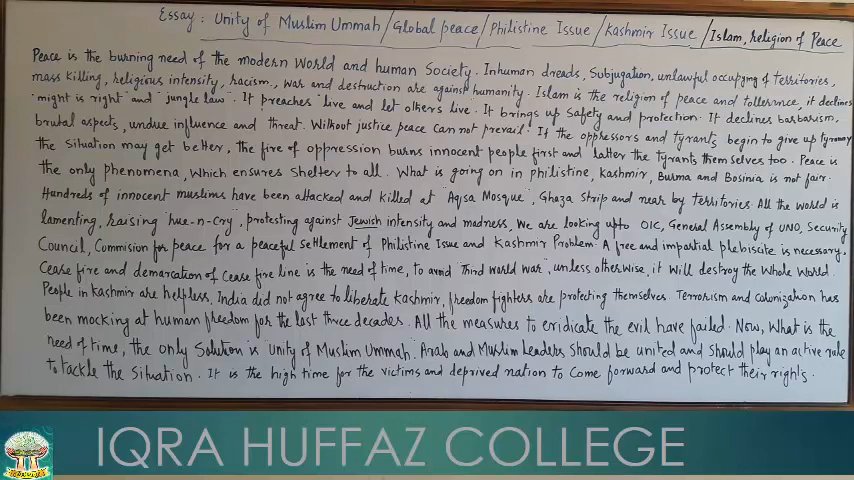 Essay: Unity of Muslim Ummah/Global peace/Philistine Issue/Kashmir Issue/Islam, religion of Peace
Peace is the burning need of the modern World and human Society. Inhuman dreads, Subjugation, unlawful occupying of territories,
mass killing, religious intensity, racism., war and destruction are against humanity. Islam is the religion of peace and tollerence, it declines
"might is right" and "jungle law". It preaches "live and let others live. It brings up safety and protection. It declines barbarism,
brutal aspects, undue influence and threat. Without justice peace can not prevail. If the oppressors and tyrants begin to give up tyranny
the situation may get better, the fire of oppression burns innocent people first and latter the tyrants themselves too. Peace is
the only phenomena, which ensures shelter to all. What is going on in philistine, Kashmir, Burma and Bosinia is not fair.
Hundreds of innocent muslims have been attacked and killed at "Aqsa Mosque", Ghaza strip and near by territories. All the world is
lamenting, raising "hue-n-Cry, protesting against Jewish intensity and madness, We are looking upto OIC, General Assembly of UNO, Security
Council, Commision for peace for a peaceful settlement of Philistine Issue and Kashmir Problem. A free and impartial plebiscite is necessary.
Cease fire and demarcation of cease fire line is the need of time, to avoid "Third world war", unless otherwise, it will destroy the whole world.
People in kashmir are helpless, India did not agree to liberate Kashmir, freedom fighters are protecting themselves. Terrorism and colonization has
been mocking at human freedom for the last three decades. All the measures to eridicate the evil have failed. Now, What is the
need of time, the only solution is unity of Muslim Ummah. Arab and Muslim Leaders should be united and should play an active role
to tackle the situation. It is the high time for the victims and deprived nation to come forward and protect their rights.
IQRA HUFFAZ COLLEGE